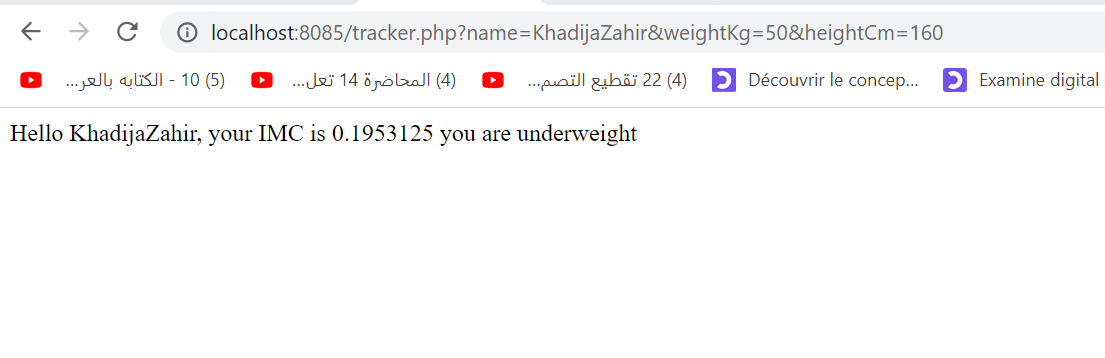 localhost:8085/tracker.php?name=KhadijaZahir&weightKg=50&heightCm=160
(5) 10 - الكتابه بالعر... (4) المحاضرة 14 تعل... (4) 22 تقطيع التصم... Découvrir le concep... Examine digital
Hello KhadijaZahir, your IMC is 0.1953125 you are underweight